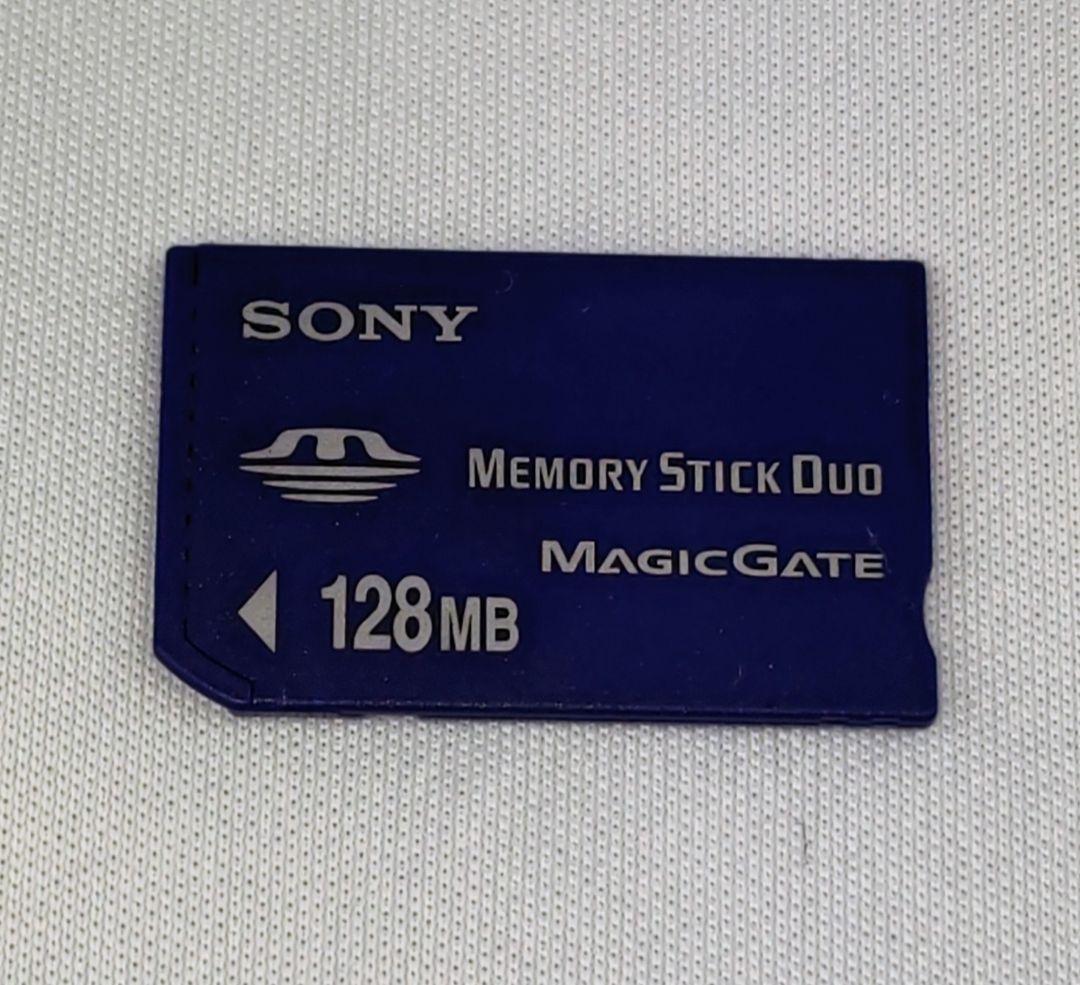 SONY
MEMORY STICK DUO
MAGICGATE
128MB